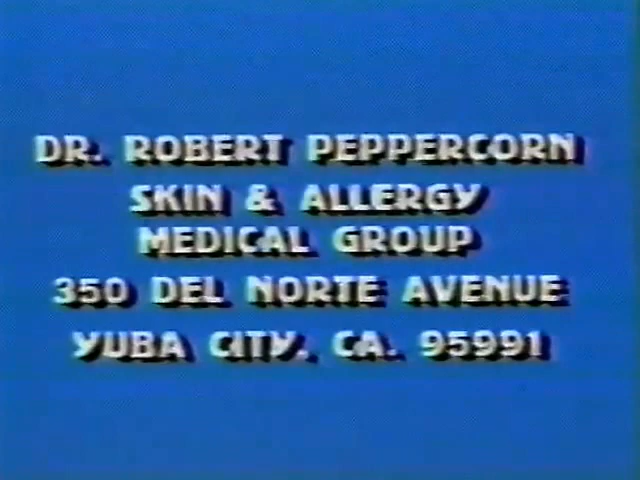 DR. ROBERT PEPPERCORN
SKIN & ALLERGY
MEDICAL GROUP
350 DEL NORTE AVENUE
YUBA CITY, CA. 95991